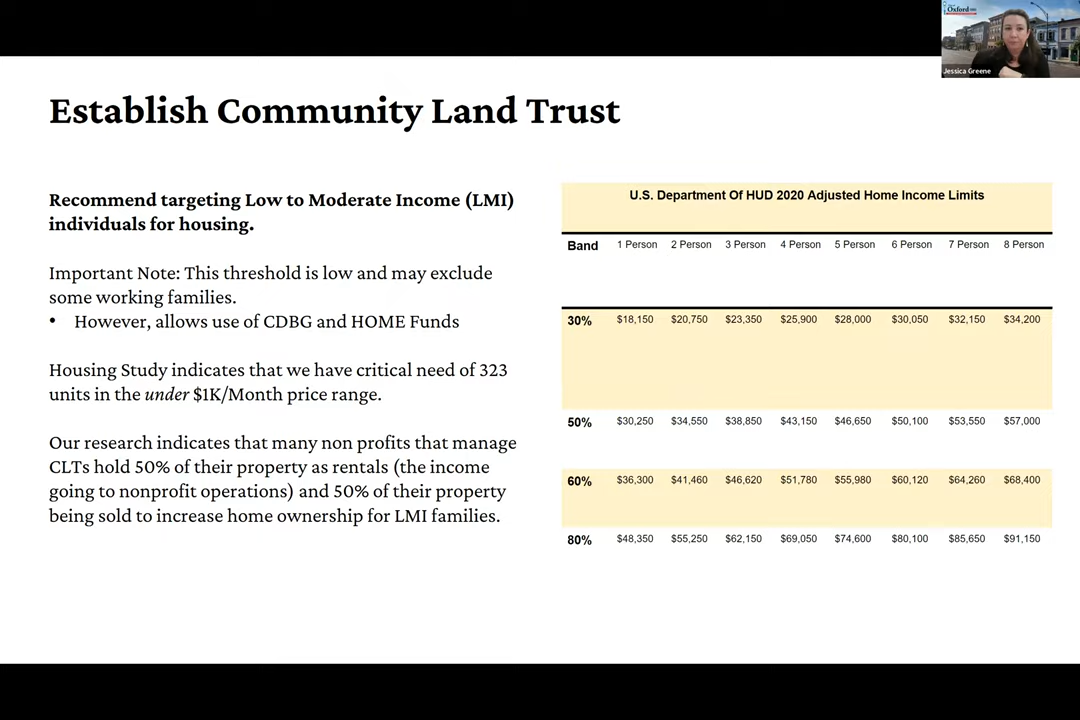 Oxford
Jessica Greene
Establish Community Land Trust
Recommend targeting Low to Moderate Income (LMI)
individuals for housing.
Important Note: This threshold is low and may exclude
some working families.
• However, allows use of CDBG and HOME Funds
Housing Study indicates that we have critical need of 323
units in the under $1K/Month price range.
Our research indicates that many non profits that manage
CLTs hold 50% of their property as rentals (the income
going to nonprofit operations) and 50% of their property
being sold to increase home ownership for LMI families.
U.S. Department Of HUD 2020 Adjusted Home Income Limits
Band 1 Person 2 Person 3 Person 4 Person 5 Person 6 Person 7 Person 8 Person
30% $18,150 $20,750 $23,350 $25,900 $28,000 $30,050 $32,150 $34,200
50% $30,250 $34,550 $38,850 $43,150 $46,650 $50,100 $53,550 $57,000
60% $36,300 $41,460 $46,620 $51,780 $55,980 $60,120 $64,260 $68,400
80% $48,350 $55,250 $62,150 $69,050 $74,600 $80,100 $85,650 $91,150